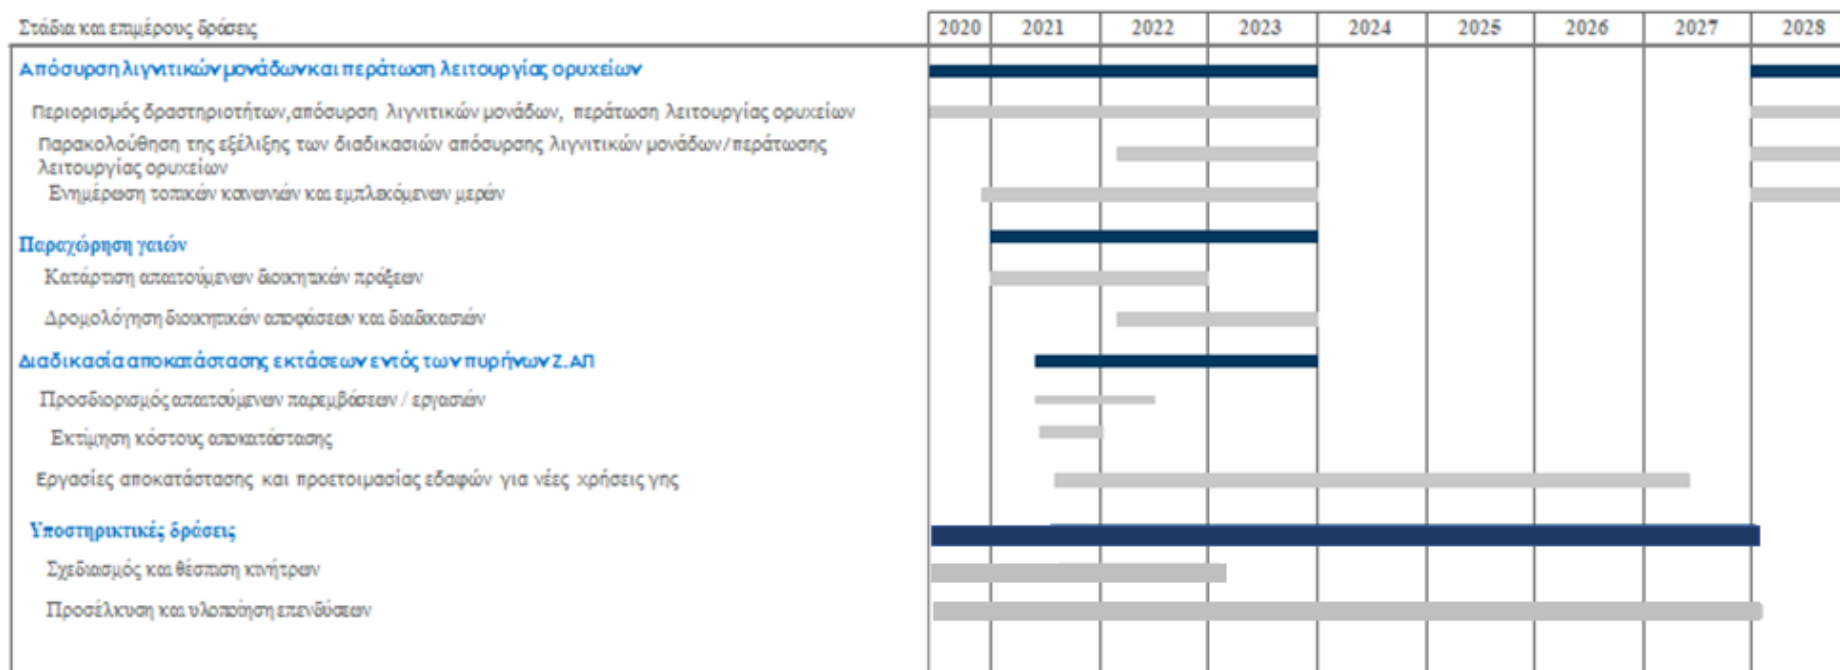 Στάδια και επιμέρους δράσεις 2020 2021 2022 2023 2024 2025 2026 2027 2028
Απόσυρση λιγνιτικών μονάδων και περάτωση λειτουργίας ορυχείων
Περιορισμός δραστηριοτήτων,απόσυρση λιγνιτικών μονάδων, περάτωση λειτουργίας ορυχείων
Παρακολούθηση της εξέλιξης των διαδικασιών απόσυρσης λιγνιτικών μονάδων/περάτωσης
λειτουργίας ορυχείων
Ενημέρωση τοπικών κοινωνιών και εμπλεκόμενων μερών
Παραχώρηση γαιών
Κατάρτιση απαιτούμενων διοικητικών πράξεων
Δρομολόγηση διοικητικών αποφάσεων και διαδικασιών
Διαδικασία αποκατάστασης εκτάσεων εντός των πυρήνων Ζ.ΑΠ
Προσδιορισμός απαιτούμενων παρεμβάσεων / εργασιών
Εκτίμηση κόστους αποκατάστασης
Εργασίες αποκατάστασης και προετοιμασίας εδαφών για νέες χρήσεις γης
Υποστηρικτικές δράσεις
Σχεδιασμός και θέσπιση κινήτρων
Προσέλκυση και υλοποίηση επενδύσεων